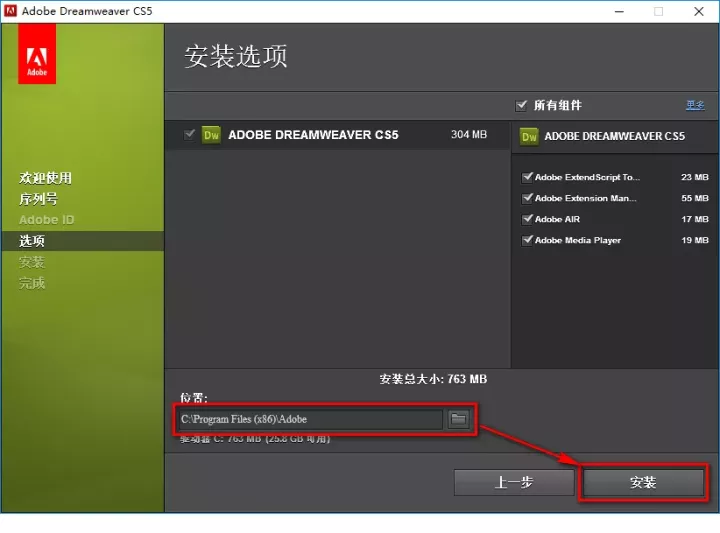 Adobe Dreamweaver CS5
Adobe
安装选项
所有组件
更多
Dw ADOBE DREAMWEAVER CS5 304 MB
Dw ADOBE DREAMWEAVER CS5
Adobe ExtendScript To... 23 MB
Adobe Extension Man... 55 MB
Adobe AIR 17 MB
Adobe Media Player 19 MB
欢迎使用
序列号
Adobe ID
选项
安装
完成
安装总大小: 763 MB
位置:
C:\Program Files (x86)\Adobe
驱动器 C: 763 MB (25.8 GB 可用)
上一步
安装